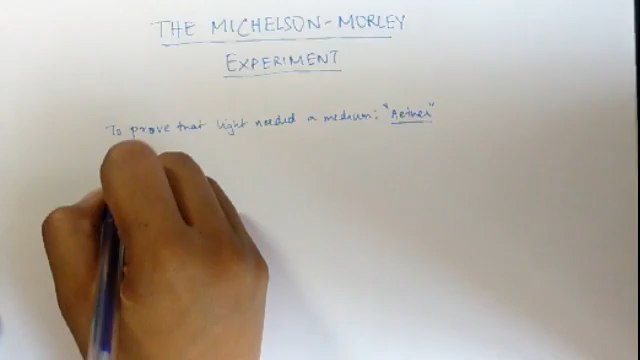 THE MICHELSON-MORLEY
EXPERIMENT
To prove that light needed a medium: "Aether"